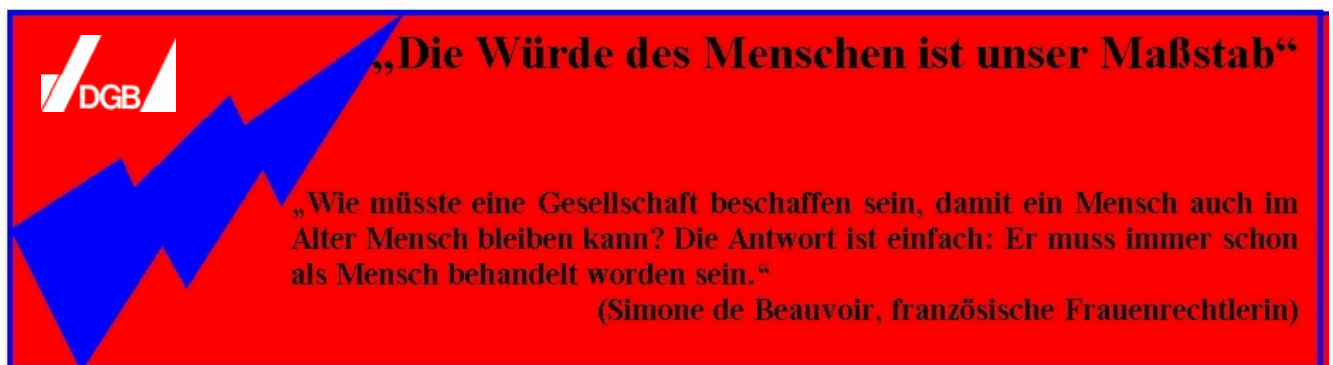 DGB
„Die Würde des Menschen ist unser Maßstab“
„Wie müsste eine Gesellschaft beschaffen sein, damit ein Mensch auch im
Alter Mensch bleiben kann? Die Antwort ist einfach: Er muss immer schon
als Mensch behandelt worden sein.“
(Simone de Beauvoir, französische Frauenrechtlerin)